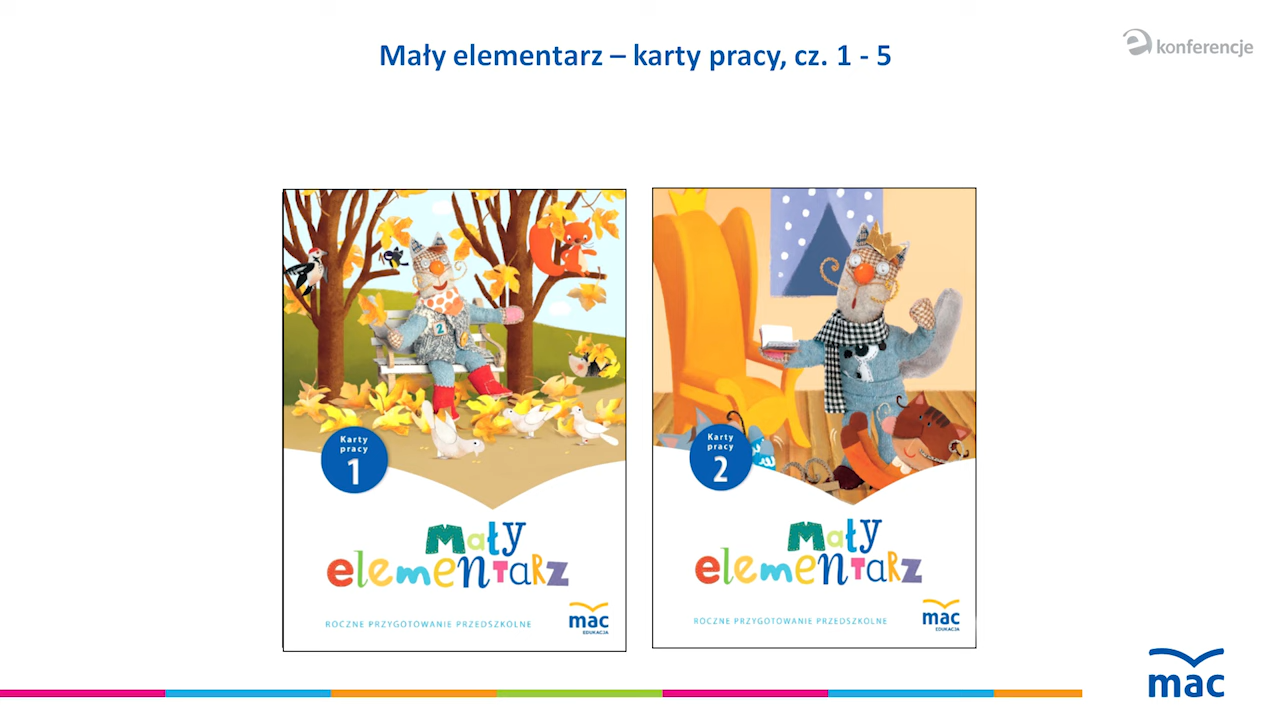 Mały elementarz – karty pracy, cz. 1 - 5
e konferencje
2
Karty
pracy
1
Mały
elementarz
ROCZNE PRZYGOTOWANIE PRZEDSZKOLNE
mac
EDUKACJA
Karty
pracy
2
Mały
elementarz
ROCZNE PRZYGOTOWANIE PRZEDSZKOLNE
mac
EDUKACJA
mac